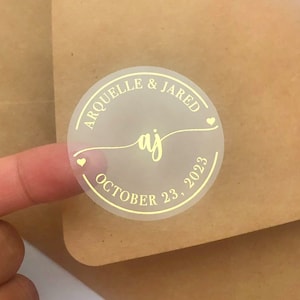 ARQUELLE & JARED
aj
OCTOBER 23, 2023